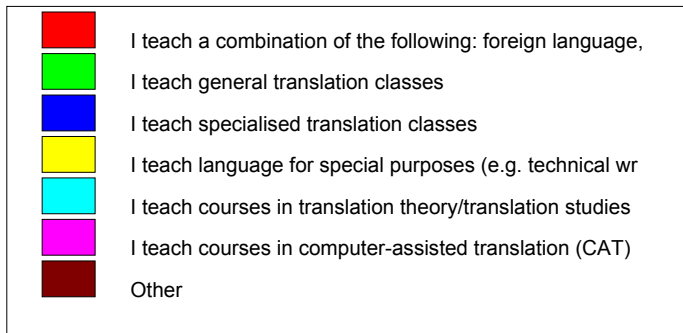 I teach a combination of the following: foreign language,
I teach general translation classes
I teach specialised translation classes
I teach language for special purposes (e.g. technical wr
I teach courses in translation theory/translation studies
I teach courses in computer-assisted translation (CAT)
Other